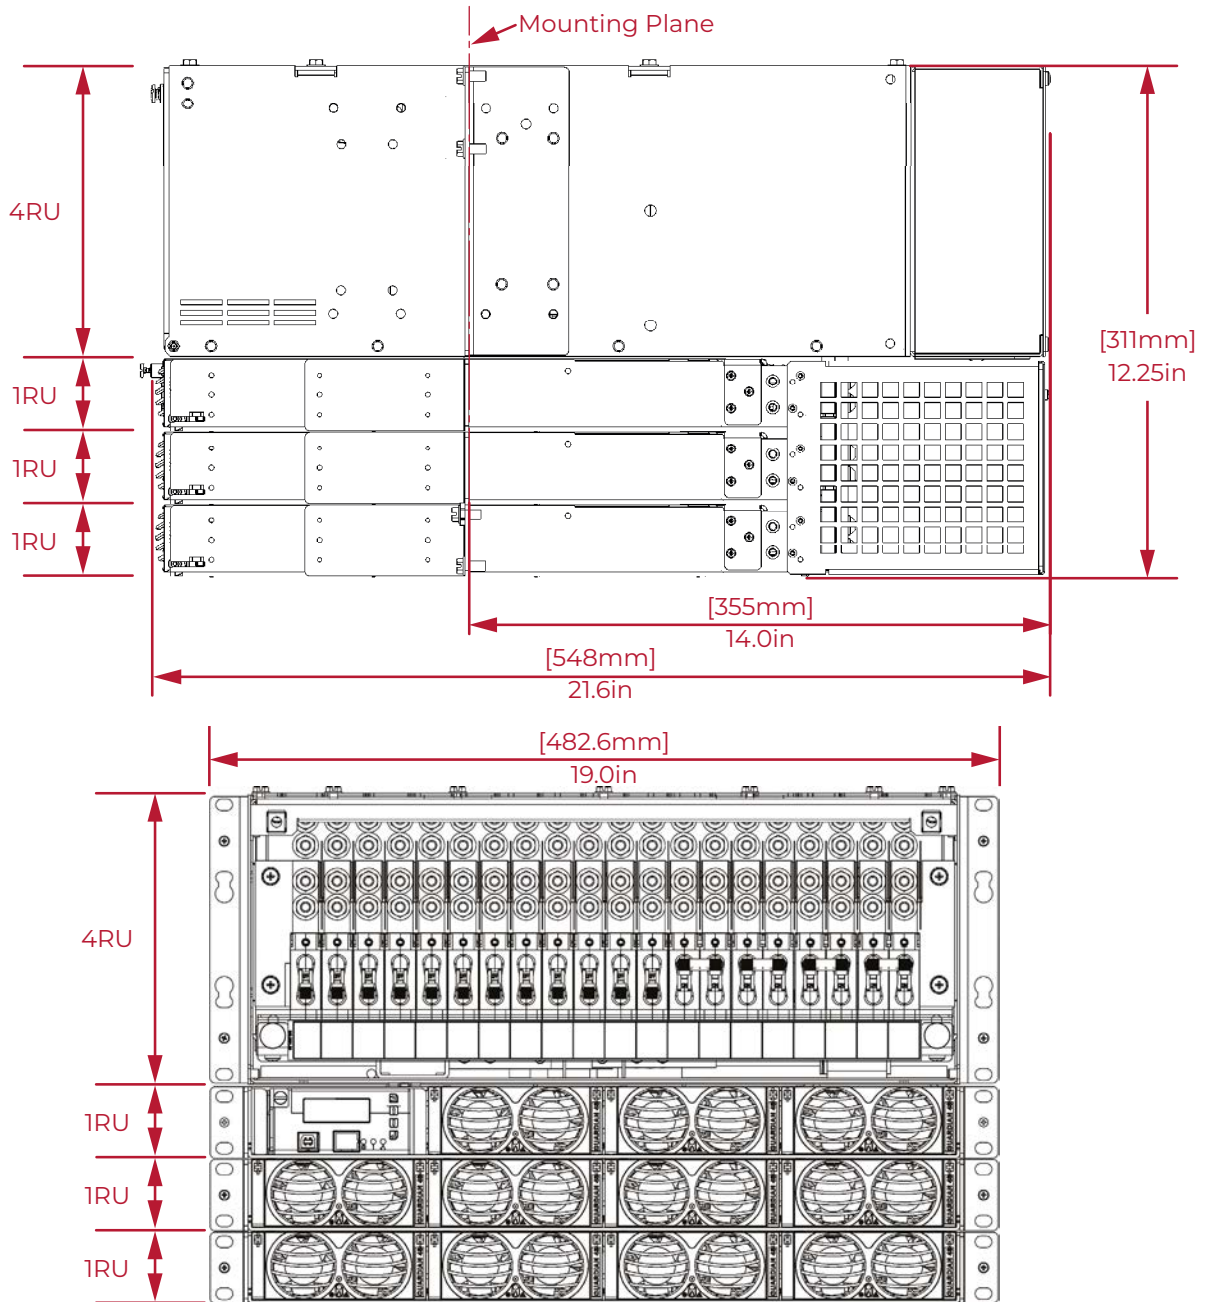 Mounting Plane
4RU
1RU
1RU
1RU
[311mm]
12.25in
[355mm]
14.0in
[548mm]
21.6in
[482.6mm]
19.0in
4RU
1RU
1RU
1RU